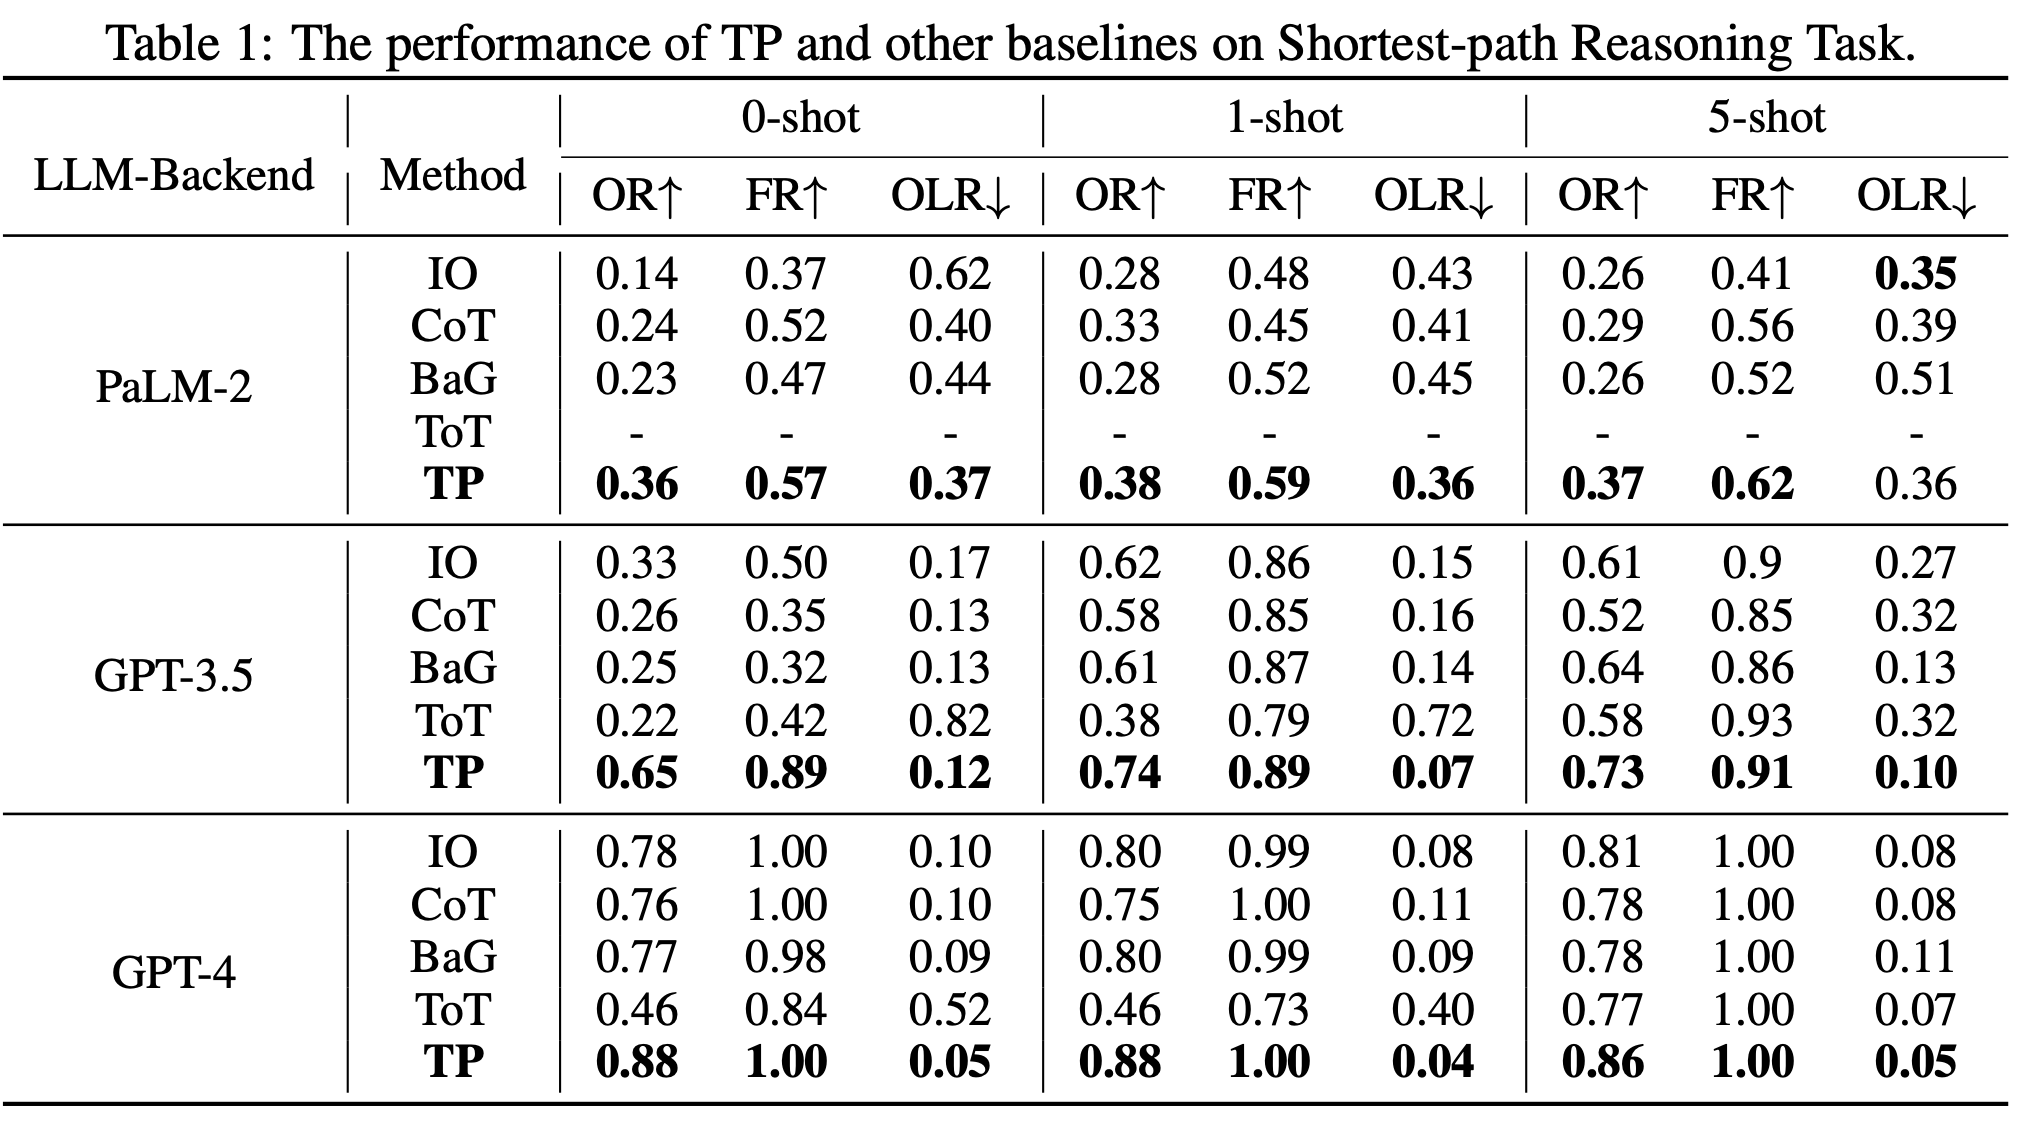 Table 1: The performance of TP and other baselines on Shortest-path Reasoning Task.
LLM-Backend Method 0-shot 1-shot 5-shot
OR↑ FR↑ OLR↓ OR↑ FR↑ OLR↓ OR↑ FR↑ OLR↓
PaLM-2
IO 0.14 0.37 0.62 0.28 0.48 0.43 0.26 0.41 0.35
CoT 0.24 0.52 0.40 0.33 0.45 0.41 0.29 0.56 0.39
BaG 0.23 0.47 0.44 0.28 0.52 0.45 0.26 0.52 0.51
ToT - - - - - - - - -
TP 0.36 0.57 0.37 0.38 0.59 0.36 0.37 0.62 0.36
GPT-3.5
IO 0.33 0.50 0.17 0.62 0.86 0.15 0.61 0.9 0.27
CoT 0.26 0.35 0.13 0.58 0.85 0.16 0.52 0.85 0.32
BaG 0.25 0.32 0.13 0.61 0.87 0.14 0.64 0.86 0.13
ToT 0.22 0.42 0.82 0.38 0.79 0.72 0.58 0.93 0.32
TP 0.65 0.89 0.12 0.74 0.89 0.07 0.73 0.91 0.10
GPT-4
IO 0.78 1.00 0.10 0.80 0.99 0.08 0.81 1.00 0.08
CoT 0.76 1.00 0.10 0.75 1.00 0.11 0.78 1.00 0.08
BaG 0.77 0.98 0.09 0.80 0.99 0.09 0.78 1.00 0.11
ToT 0.46 0.84 0.52 0.46 0.73 0.40 0.77 1.00 0.07
TP 0.88 1.00 0.05 0.88 1.00 0.04 0.86 1.00 0.05